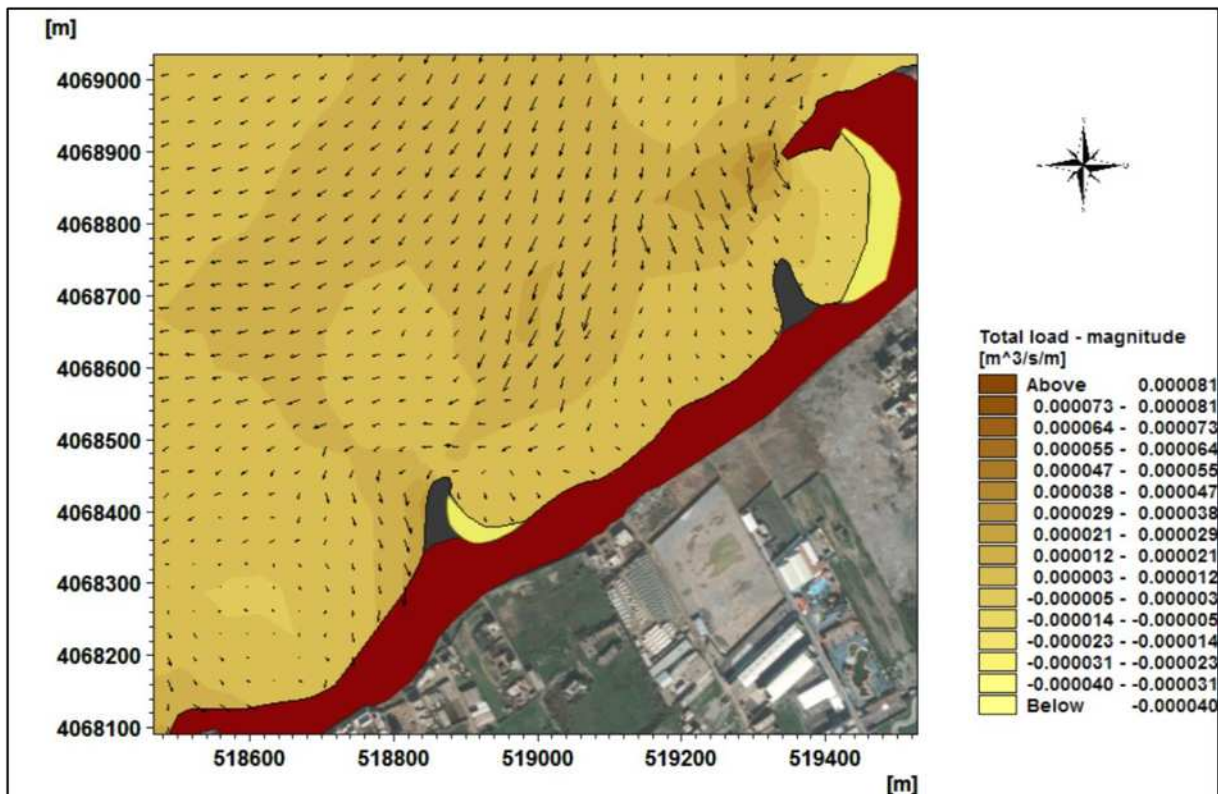 [m]
4069000
4068900
4068800
4068700
4068600
4068500
4068400
4068300
4068200
4068100
518600 518800 519000 519200 519400
[m]
Total load - magnitude
[m^3/s/m]
Above 0.000081
0.000073 - 0.000081
0.000064 - 0.000073
0.000055 - 0.000064
0.000047 - 0.000055
0.000038 - 0.000047
0.000029 - 0.000038
0.000021 - 0.000029
0.000012 - 0.000021
0.000003 - 0.000012
-0.000005 - 0.000003
-0.000014 - -0.000005
-0.000023 - -0.000014
-0.000031 - -0.000023
-0.000040 - -0.000031
Below -0.000040